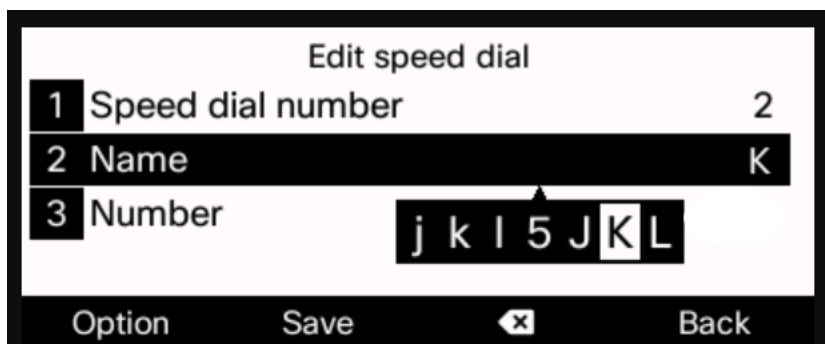 Edit speed dial
1 Speed dial number 2
2 Name K
3 Number
j k l 5 J K L
Option Save Back